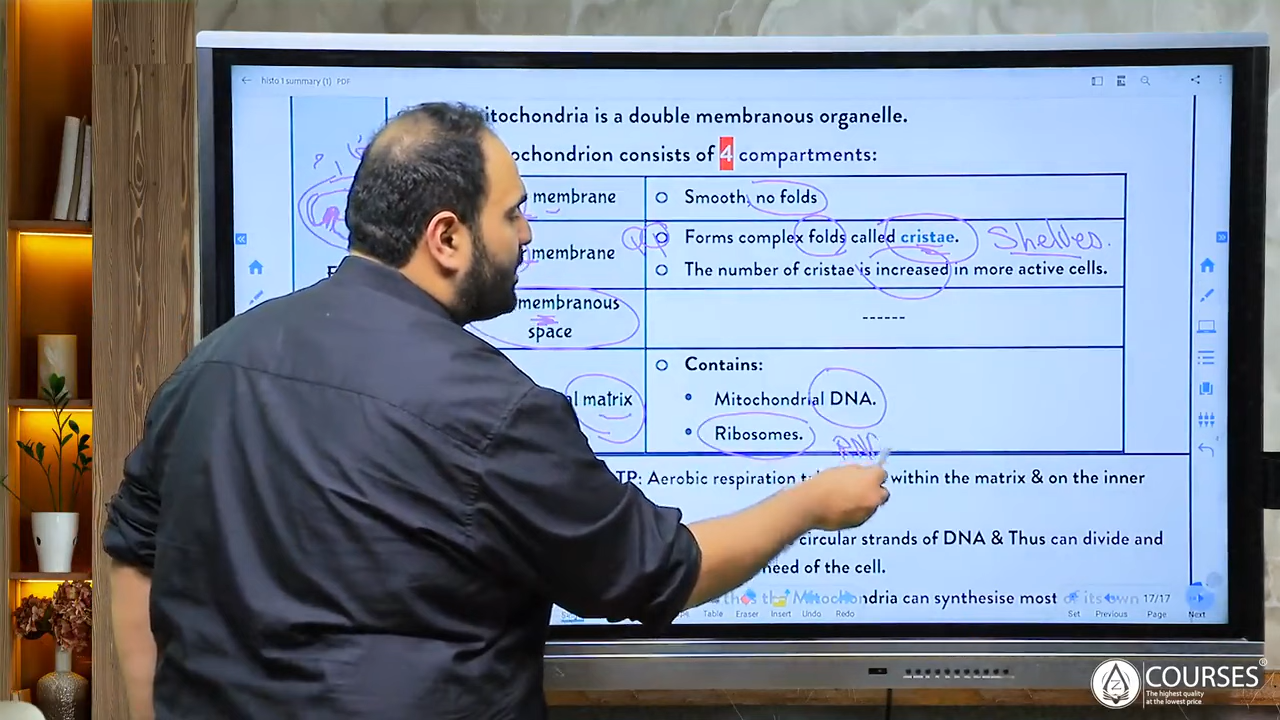 histo 1 summary (1) PDF
itochondria is a double membranous organelle.
ochondrion consists of 4 compartments:
membrane
Smooth, no folds
membrane
Forms complex folds called cristae. Shelves.
The number of cristae is increased in more active cells.
membranous
space
------
Contains:
al matrix
Mitochondrial DNA.
Ribosomes.
TP: Aerobic respiration within the matrix & on the inner
circular strands of DNA & Thus can divide and
need of the cell.
Mitochondria can synthesise most of its own
Table Eraser Insert Undo Redo
Set Previous 17/17 Page Next
COURSES®
The highest quality
at the lowest price